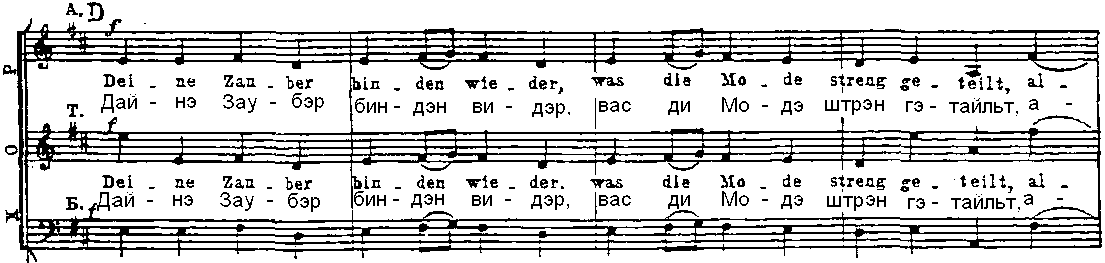 А. D
f
Р
Dei - ne Zau - ber bin - den wie - der, was die Mo - de streng ge - teilt, al -
Дай - нэ Зау - бэр бин - дэн ви - дэр, вас ди Мо - дэ штрэн гэ - тайльт, а -
Т.
f
О
Dei - ne Zau - ber bin - den wie - der. was die Mo - de streng ge - teilt, al -
Б. Дай - нэ Зау - бэр бин - дэн ви - дэр, вас ди Мо - дэ штрэн гэ - тайльт, а -
f
Х